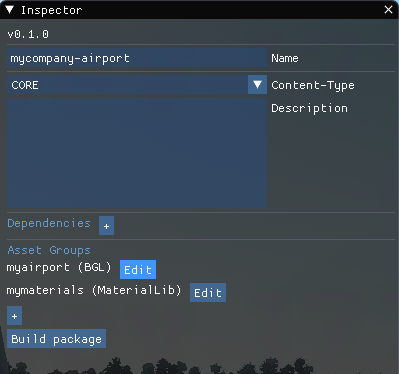 Inspector
v0.1.0
mycompany-airport Name
CORE Content-Type
Description
Dependencies +
Asset Groups
myairport (BGL) Edit
mymaterials (MaterialLib) Edit
+
Build package